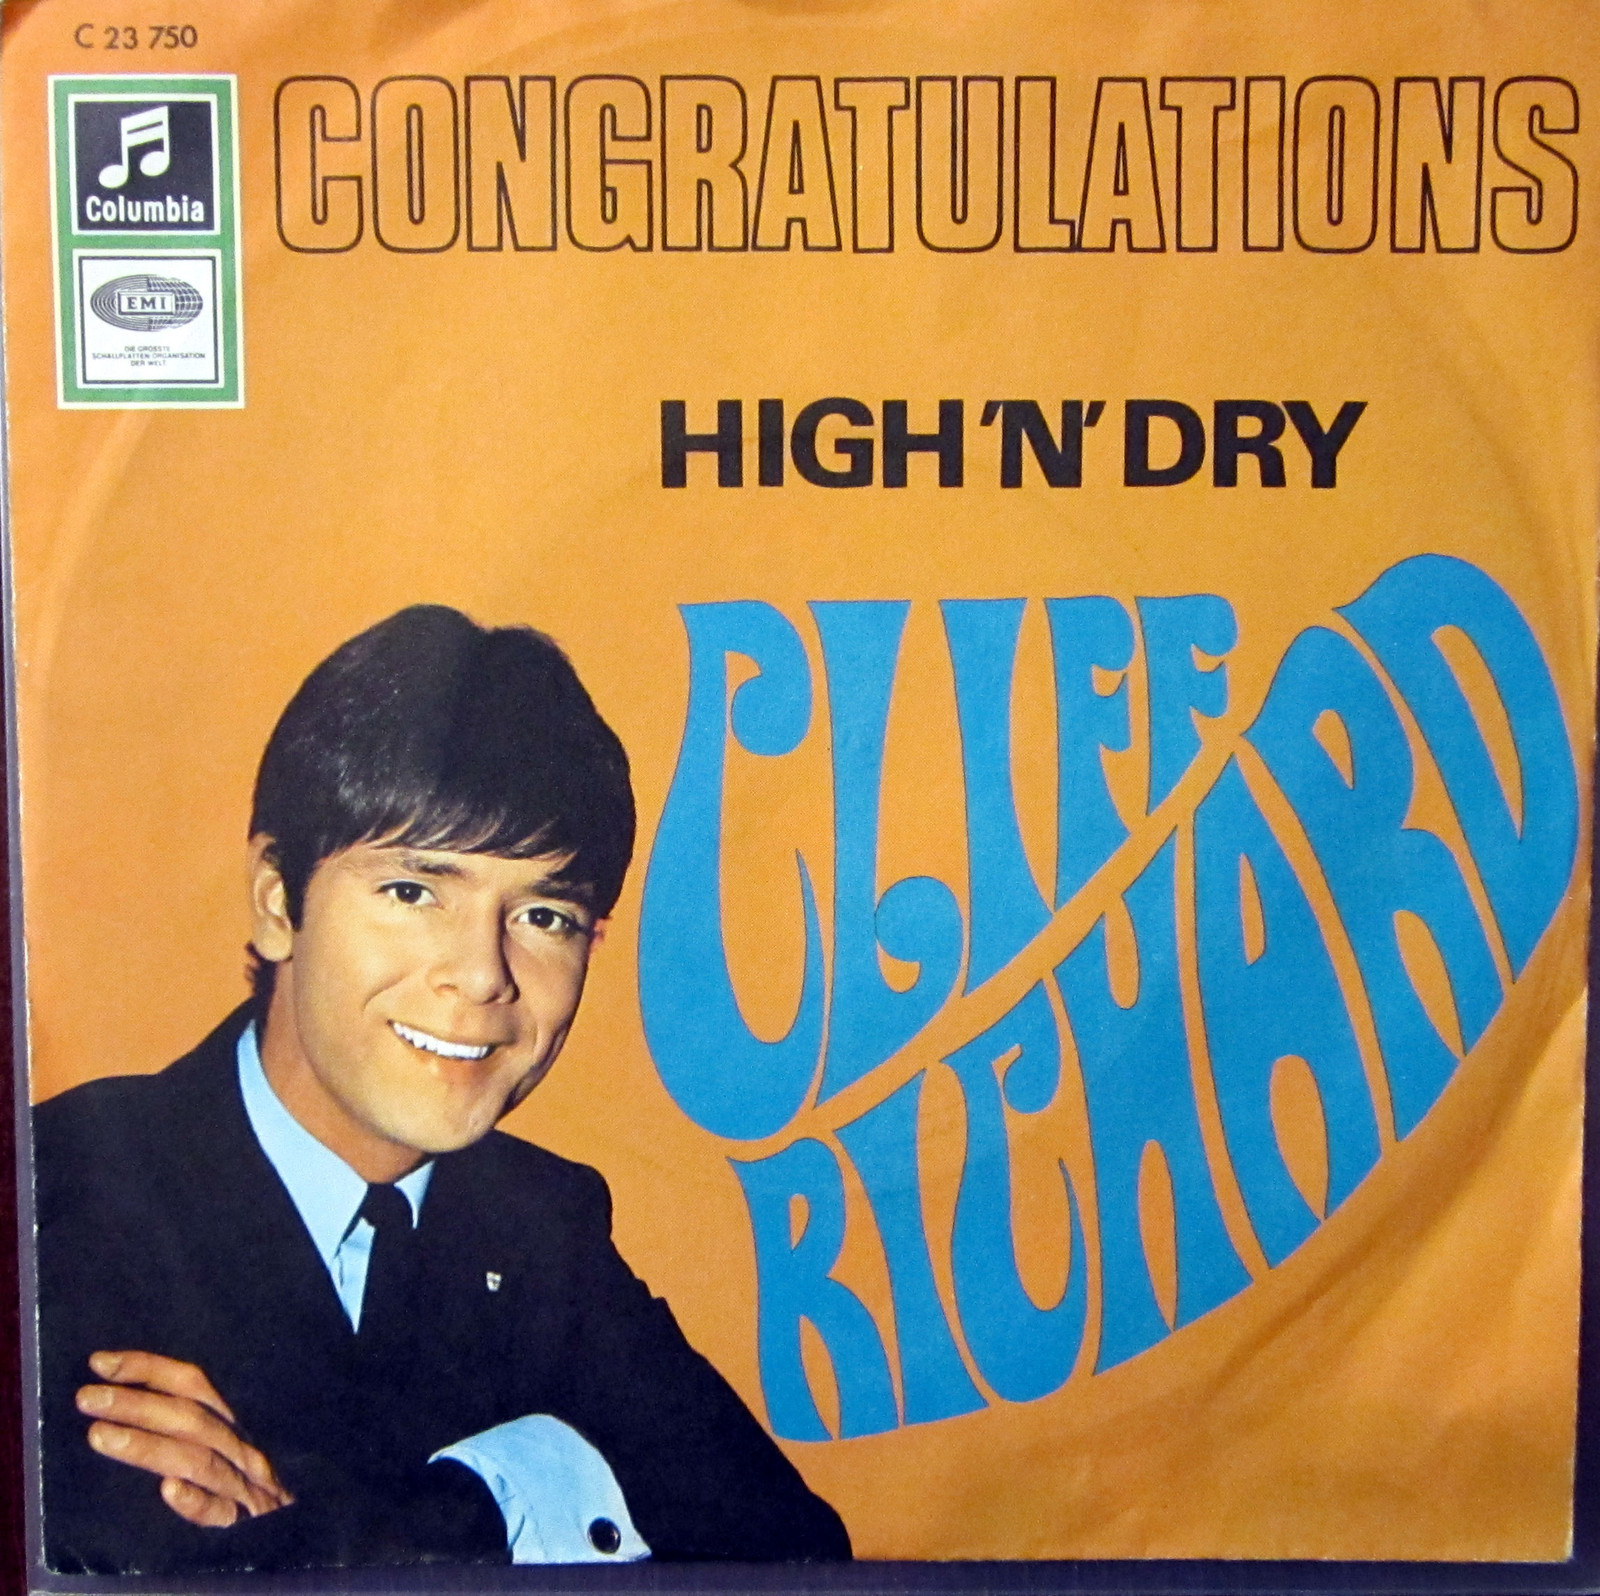 C 23 750
CONGRATULATIONS
Columbia
EMI
DIE GRÖSSTE
SCHALLPLATTEN-ORGANISATION
DER WELT
HIGH 'N' DRY
CLIFF
RICHARD